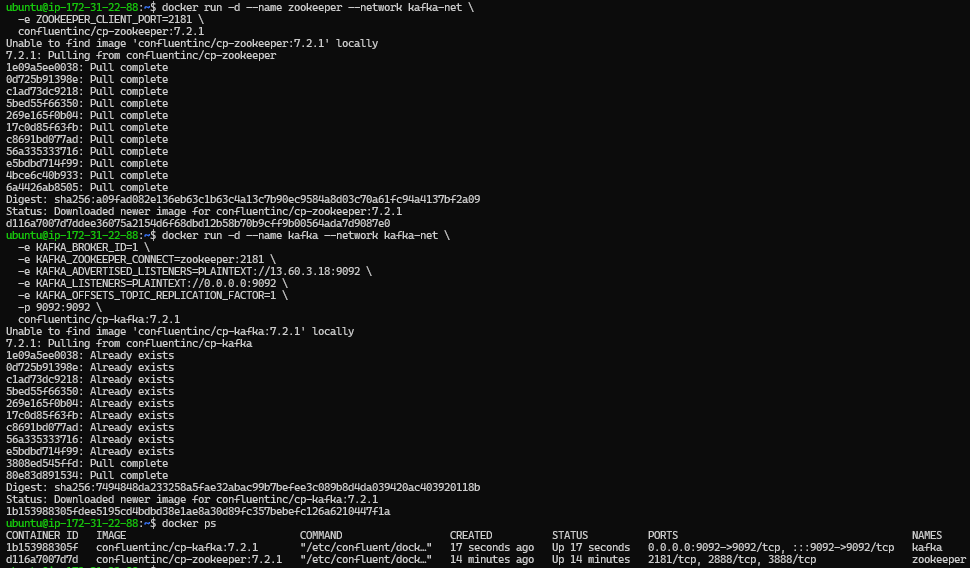 ubuntu@ip-172-31-22-88:~$ docker run -d --name zookeeper --network kafka-net \
  -e ZOOKEEPER_CLIENT_PORT=2181 \
  confluentinc/cp-zookeeper:7.2.1
Unable to find image 'confluentinc/cp-zookeeper:7.2.1' locally
7.2.1: Pulling from confluentinc/cp-zookeeper
1e09a5ee0038: Pull complete
0d725b91398e: Pull complete
c1ad73dc9218: Pull complete
5bed55f66350: Pull complete
269e165f0b04: Pull complete
17c0d85f63fb: Pull complete
c8691bd077ad: Pull complete
56a335333716: Pull complete
e5bdbd714f99: Pull complete
4bce6c40b933: Pull complete
6a4426ab8505: Pull complete
Digest: sha256:a09fad082e136eb63c1b63c4a13c7b90ec9584a8d03c70a61fc94a4137bf2a09
Status: Downloaded newer image for confluentinc/cp-zookeeper:7.2.1
d116a7007d7ddee36075a2154d6f68dbd12b58b70b9cff9b00564ada7d9087e0
ubuntu@ip-172-31-22-88:~$ docker run -d --name kafka --network kafka-net \
  -e KAFKA_BROKER_ID=1 \
  -e KAFKA_ZOOKEEPER_CONNECT=zookeeper:2181 \
  -e KAFKA_ADVERTISED_LISTENERS=PLAINTEXT://13.60.3.18:9092 \
  -e KAFKA_LISTENERS=PLAINTEXT://0.0.0.0:9092 \
  -e KAFKA_OFFSETS_TOPIC_REPLICATION_FACTOR=1 \
  -p 9092:9092 \
  confluentinc/cp-kafka:7.2.1
Unable to find image 'confluentinc/cp-kafka:7.2.1' locally
7.2.1: Pulling from confluentinc/cp-kafka
1e09a5ee0038: Already exists
0d725b91398e: Already exists
c1ad73dc9218: Already exists
5bed55f66350: Already exists
269e165f0b04: Already exists
17c0d85f63fb: Already exists
c8691bd077ad: Already exists
56a335333716: Already exists
e5bdbd714f99: Already exists
3808ed545ffd: Pull complete
80e83d891534: Pull complete
Digest: sha256:7494848da233258a5fae32abac99b7befee3c089b8d4da039420ac403920118b
Status: Downloaded newer image for confluentinc/cp-kafka:7.2.1
1b153988305fdee5195cd4bdbd38e1ae8a30d89fc357bebefc126a6210447f1a
ubuntu@ip-172-31-22-88:~$ docker ps
CONTAINER ID   IMAGE                             COMMAND                  CREATED          STATUS          PORTS                                       NAMES
1b153988305f   confluentinc/cp-kafka:7.2.1       "/etc/confluent/dock…"   17 seconds ago   Up 17 seconds   0.0.0.0:9092->9092/tcp, :::9092->9092/tcp   kafka
d116a7007d7d   confluentinc/cp-zookeeper:7.2.1   "/etc/confluent/dock…"   14 minutes ago   Up 14 minutes   2181/tcp, 2888/tcp, 3888/tcp                zookeeper